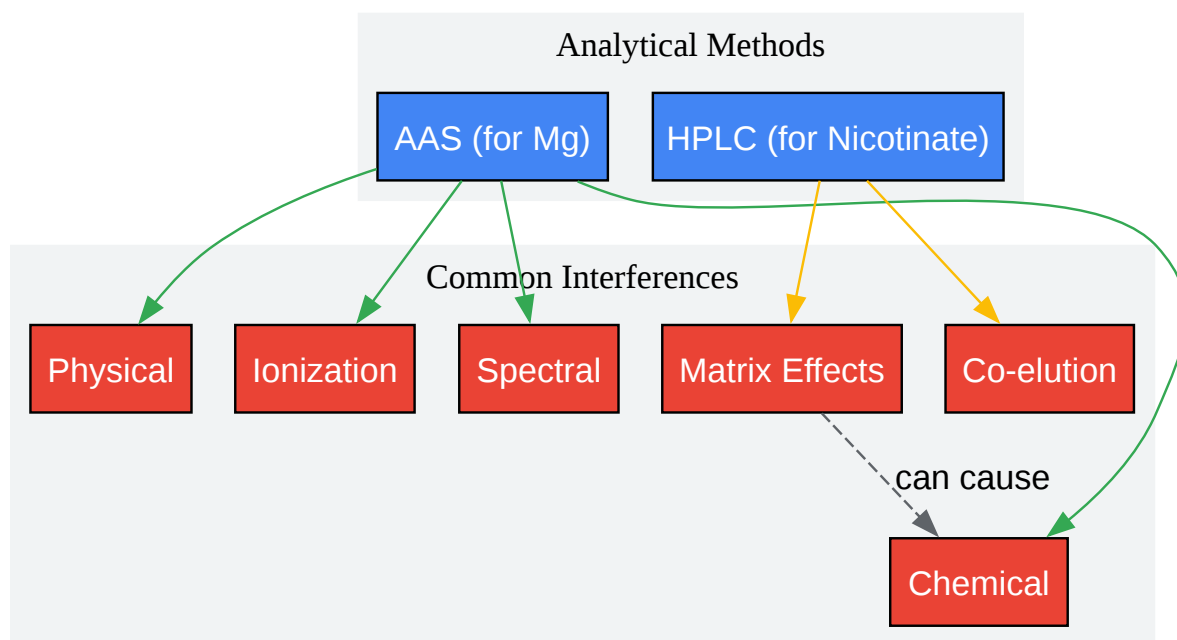 Analytical Methods
AAS (for Mg)
HPLC (for Nicotinate)
Common Interferences
Physical
Ionization
Spectral
Matrix Effects
Co-elution
can cause
Chemical